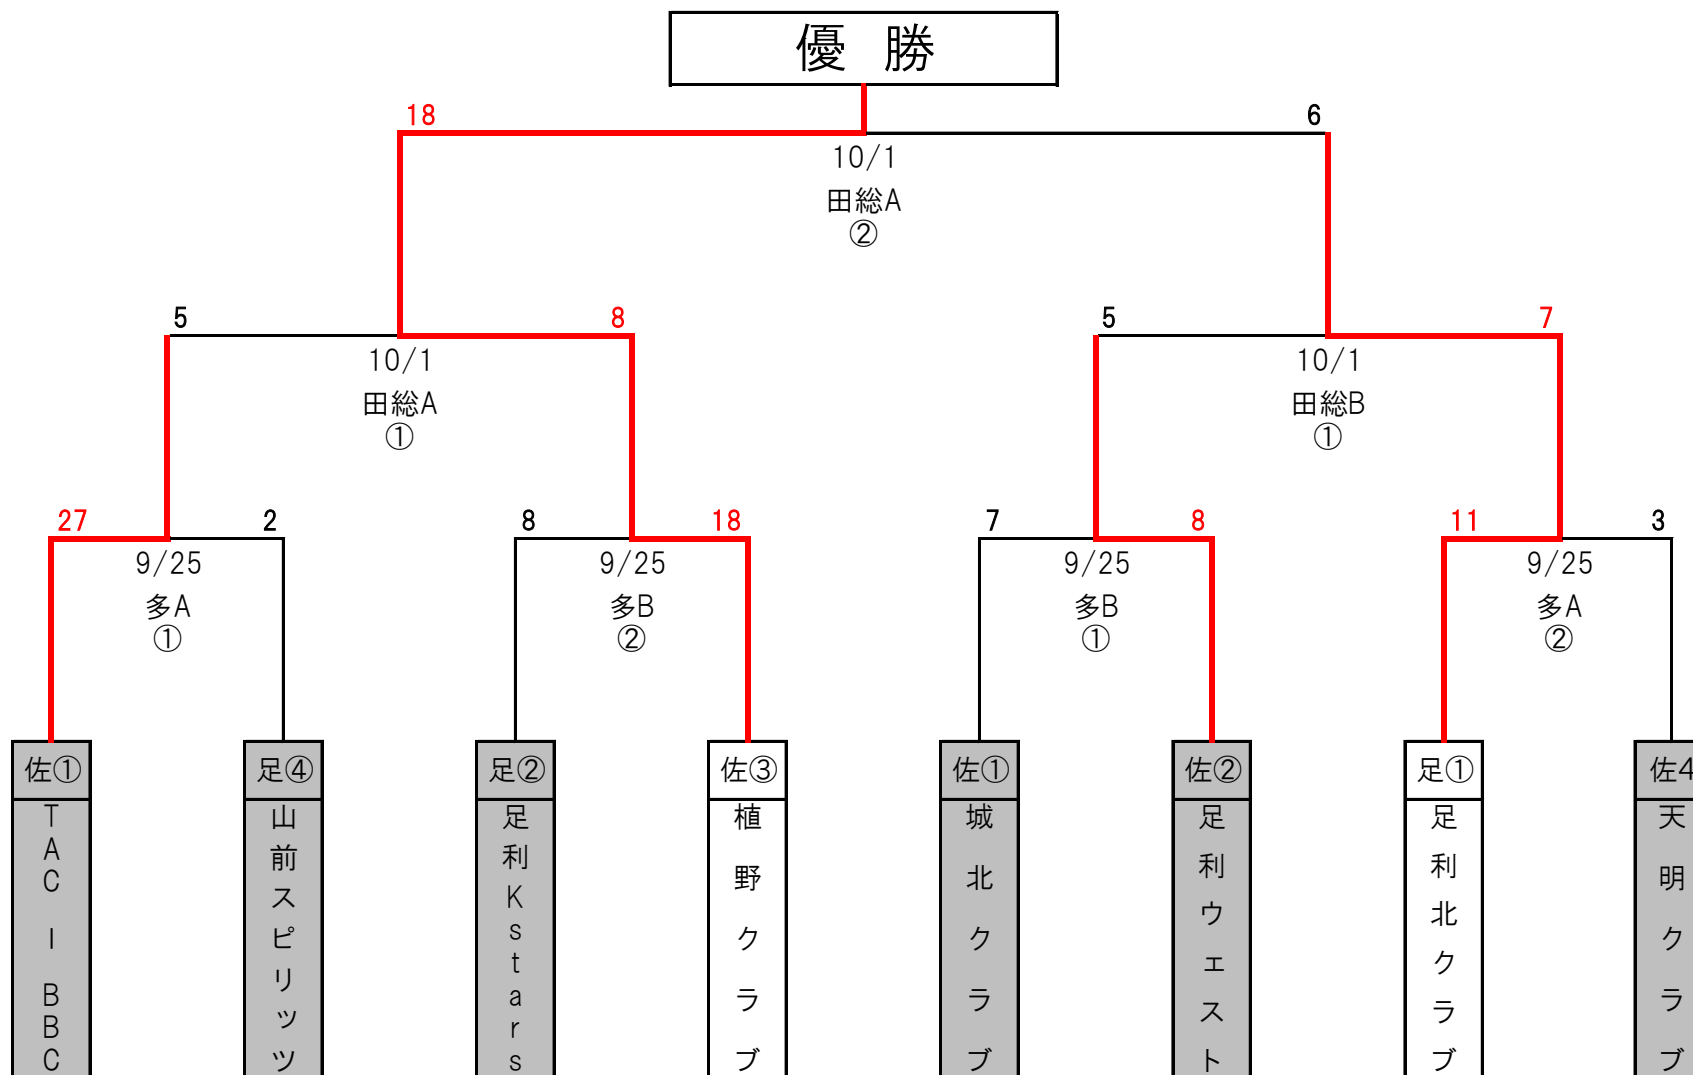 優 勝
18 6
10/1
田総A
②
5 8 5 7
10/1 10/1
田総A 田総B
① ①
27 2 8 18 7 8 11 3
9/25 9/25 9/25 9/25
多A 多B 多B 多A
① ② ① ②
佐① 足④ 足② 佐③ 佐① 佐② 足① 佐4
TAC I BBC
山前スピリッツ
足利Kstars
植野クラブ
城北クラブ
足利ウェスト
足利北クラブ
天明クラブ